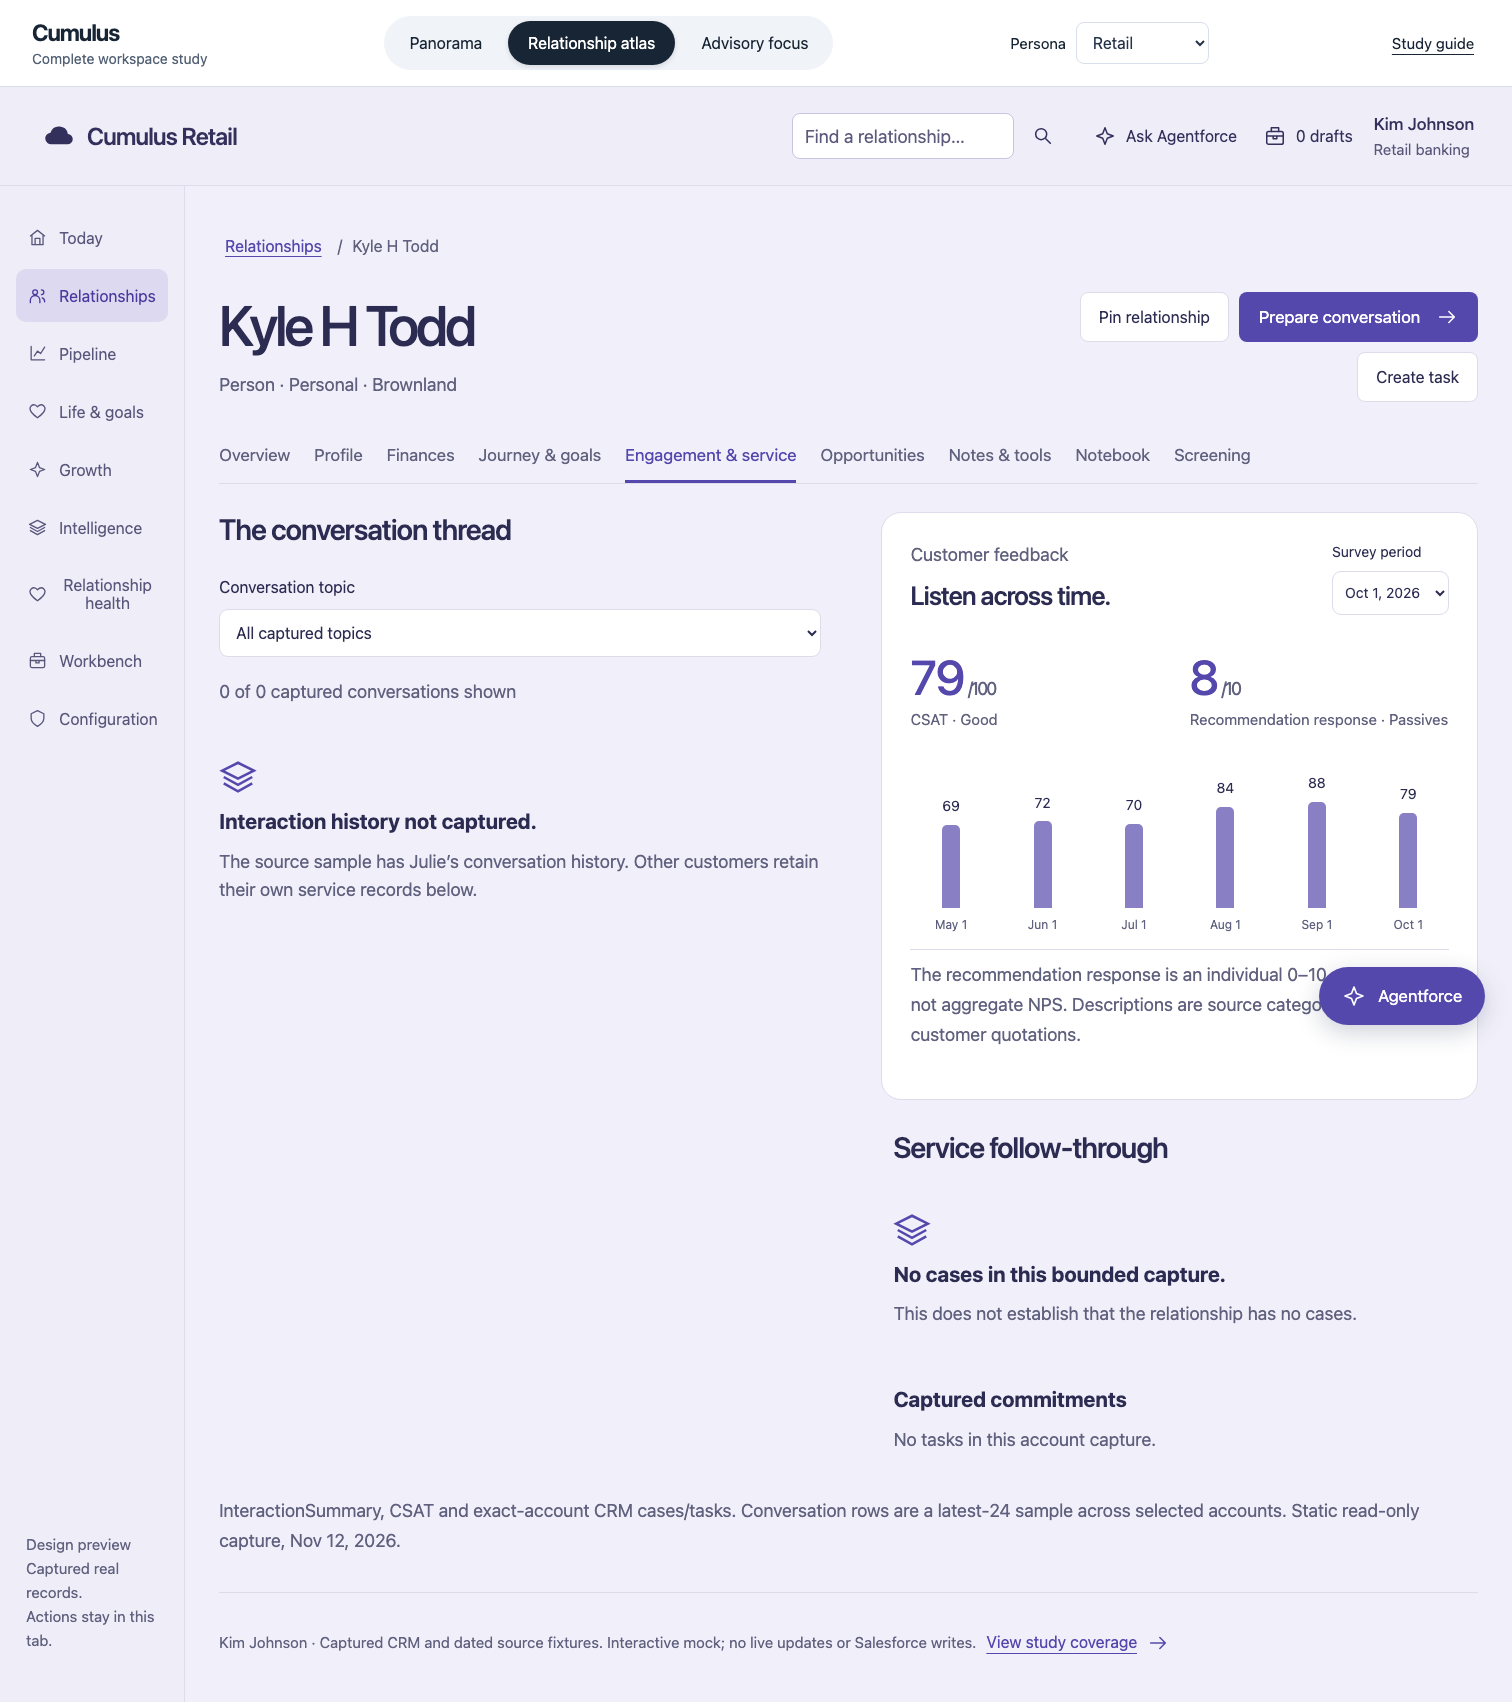 Cumulus
Complete workspace study
Panorama
Relationship atlas
Advisory focus
Persona
Retail
Study guide
Cumulus Retail
Find a relationship...
Ask Agentforce
0 drafts
Kim Johnson
Retail banking
Today
Relationships
Pipeline
Life & goals
Growth
Intelligence
Relationship
health
Workbench
Configuration
Design preview
Captured real
records.
Actions stay in this
tab.
Relationships / Kyle H Todd
Kyle H Todd
Person · Personal · Brownland
Pin relationship
Prepare conversation
Create task
Overview
Profile
Finances
Journey & goals
Engagement & service
Opportunities
Notes & tools
Notebook
Screening
The conversation thread
Conversation topic
All captured topics
0 of 0 captured conversations shown
Interaction history not captured.
The source sample has Julie’s conversation history. Other customers retain
their own service records below.
Customer feedback
Listen across time.
Survey period
Oct 1, 2026
79 /100
CSAT · Good
8 /10
Recommendation response · Passives
69
72
70
84
88
79
May 1
Jun 1
Jul 1
Aug 1
Sep 1
Oct 1
The recommendation response is an individual 0–10
not aggregate NPS. Descriptions are source
customer quotations.
Agentforce
Service follow-through
No cases in this bounded capture.
This does not establish that the relationship has no cases.
Captured commitments
No tasks in this account capture.
InteractionSummary, CSAT and exact-account CRM cases/tasks. Conversation rows are a latest-24 sample across selected accounts. Static read-only
capture, Nov 12, 2026.
Kim Johnson · Captured CRM and dated source fixtures. Interactive mock; no live updates or Salesforce writes.
View study coverage